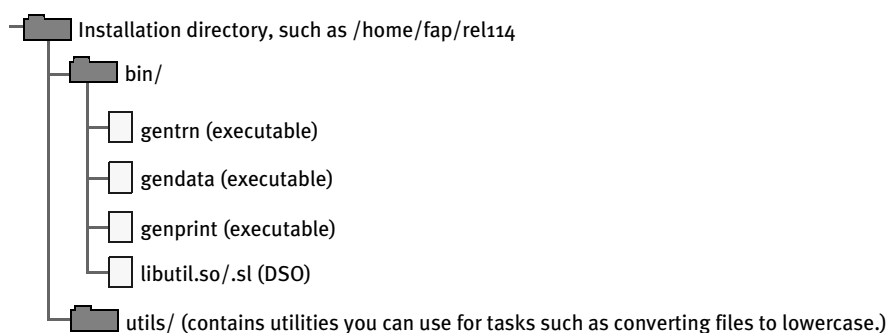 Installation directory, such as /home/fap/rel114
bin/
gentrn (executable)
gendata (executable)
genprint (executable)
libutil.so/.sl (DSO)
utils/ (contains utilities you can use for tasks such as converting files to lowercase.)